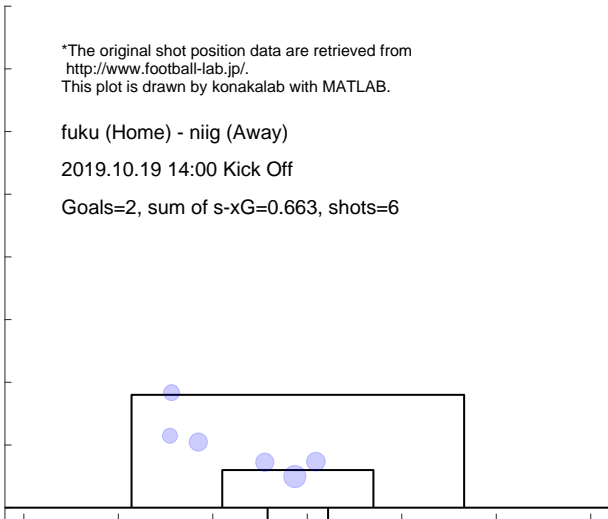 *The original shot position data are retrieved from
http://www.football-lab.jp/.
This plot is drawn by konakalab with MATLAB.
fuku (Home) - niig (Away)
2019.10.19 14:00 Kick Off
Goals=2, sum of s-xG=0.663, shots=6